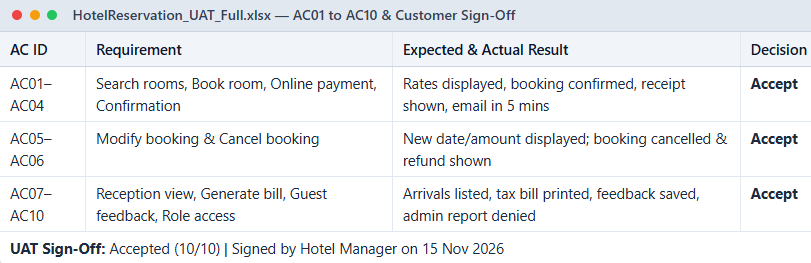 HotelReservation_UAT_Full.xlsx — AC01 to AC10 & Customer Sign-Off
AC ID Requirement Expected & Actual Result Decision
AC01– Search rooms, Book room, Online payment, Rates displayed, booking confirmed, receipt Accept
AC04 Confirmation shown, email in 5 mins
AC05– Modify booking & Cancel booking New date/amount displayed; booking cancelled & Accept
AC06 refund shown
AC07– Reception view, Generate bill, Guest Arrivals listed, tax bill printed, feedback saved, Accept
AC10 feedback, Role access admin report denied
UAT Sign-Off: Accepted (10/10) | Signed by Hotel Manager on 15 Nov 2026